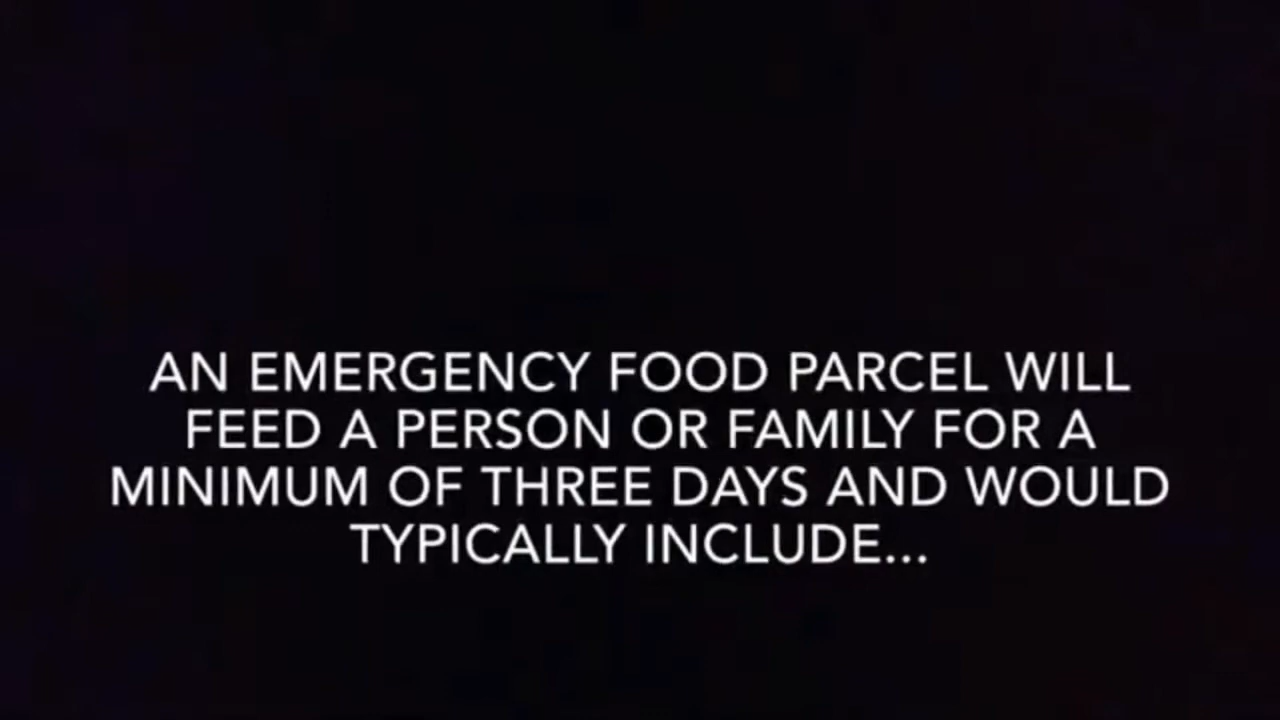 AN EMERGENCY FOOD PARCEL WILL
FEED A PERSON OR FAMILY FOR A
MINIMUM OF THREE DAYS AND WOULD
TYPICALLY INCLUDE...